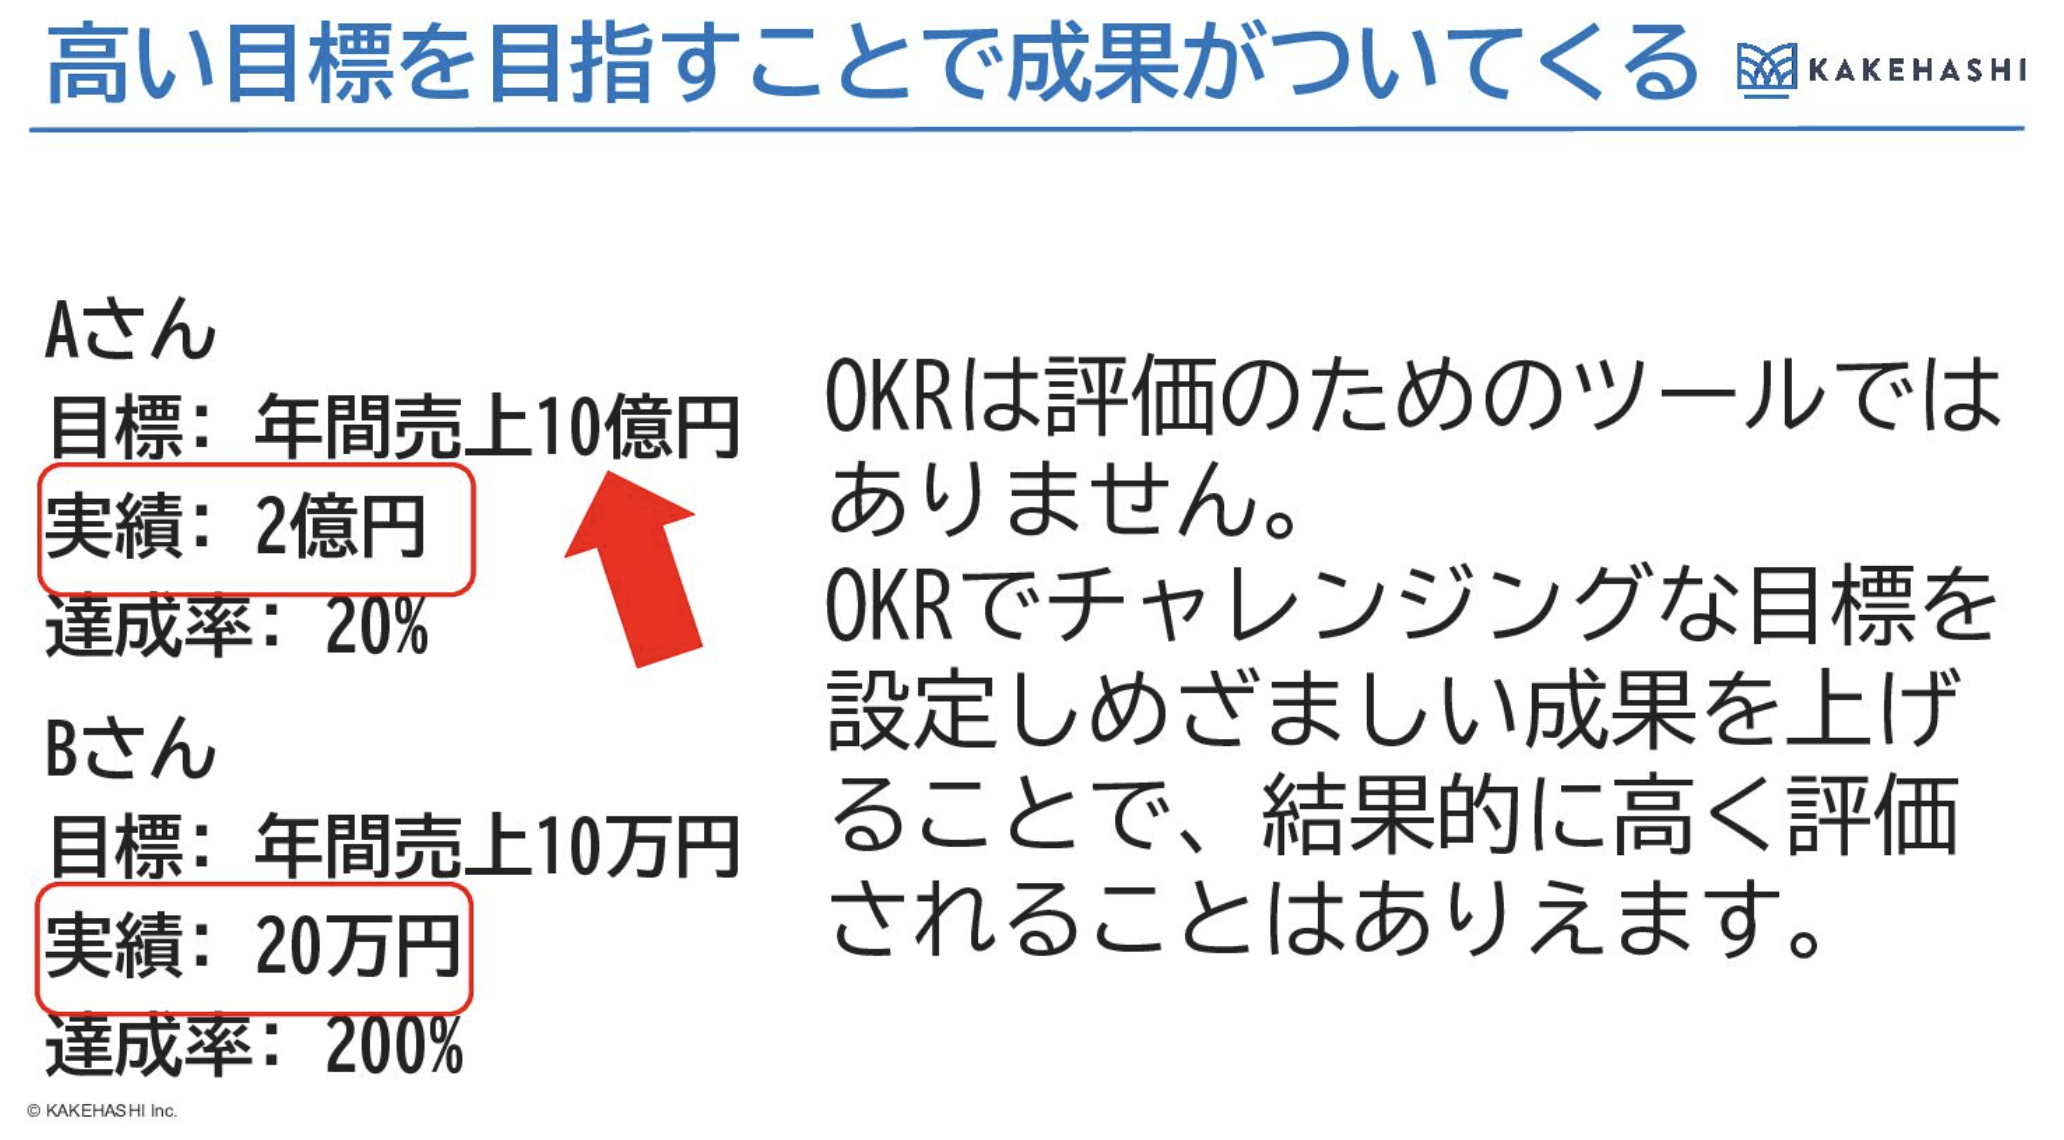 高い目標を目指すことで成果がついてくる
KAKEHASHI
Aさん
目標: 年間売上10億円
実績: 2億円
達成率: 20%
Bさん
目標: 年間売上10万円
実績: 20万円
達成率: 200%
OKRは評価のためのツールでは
ありません。
OKRでチャレンジングな目標を
設定しめざましい成果を上げ
ることで、結果的に高く評価
されることはありえます。
© KAKEHASHI Inc.